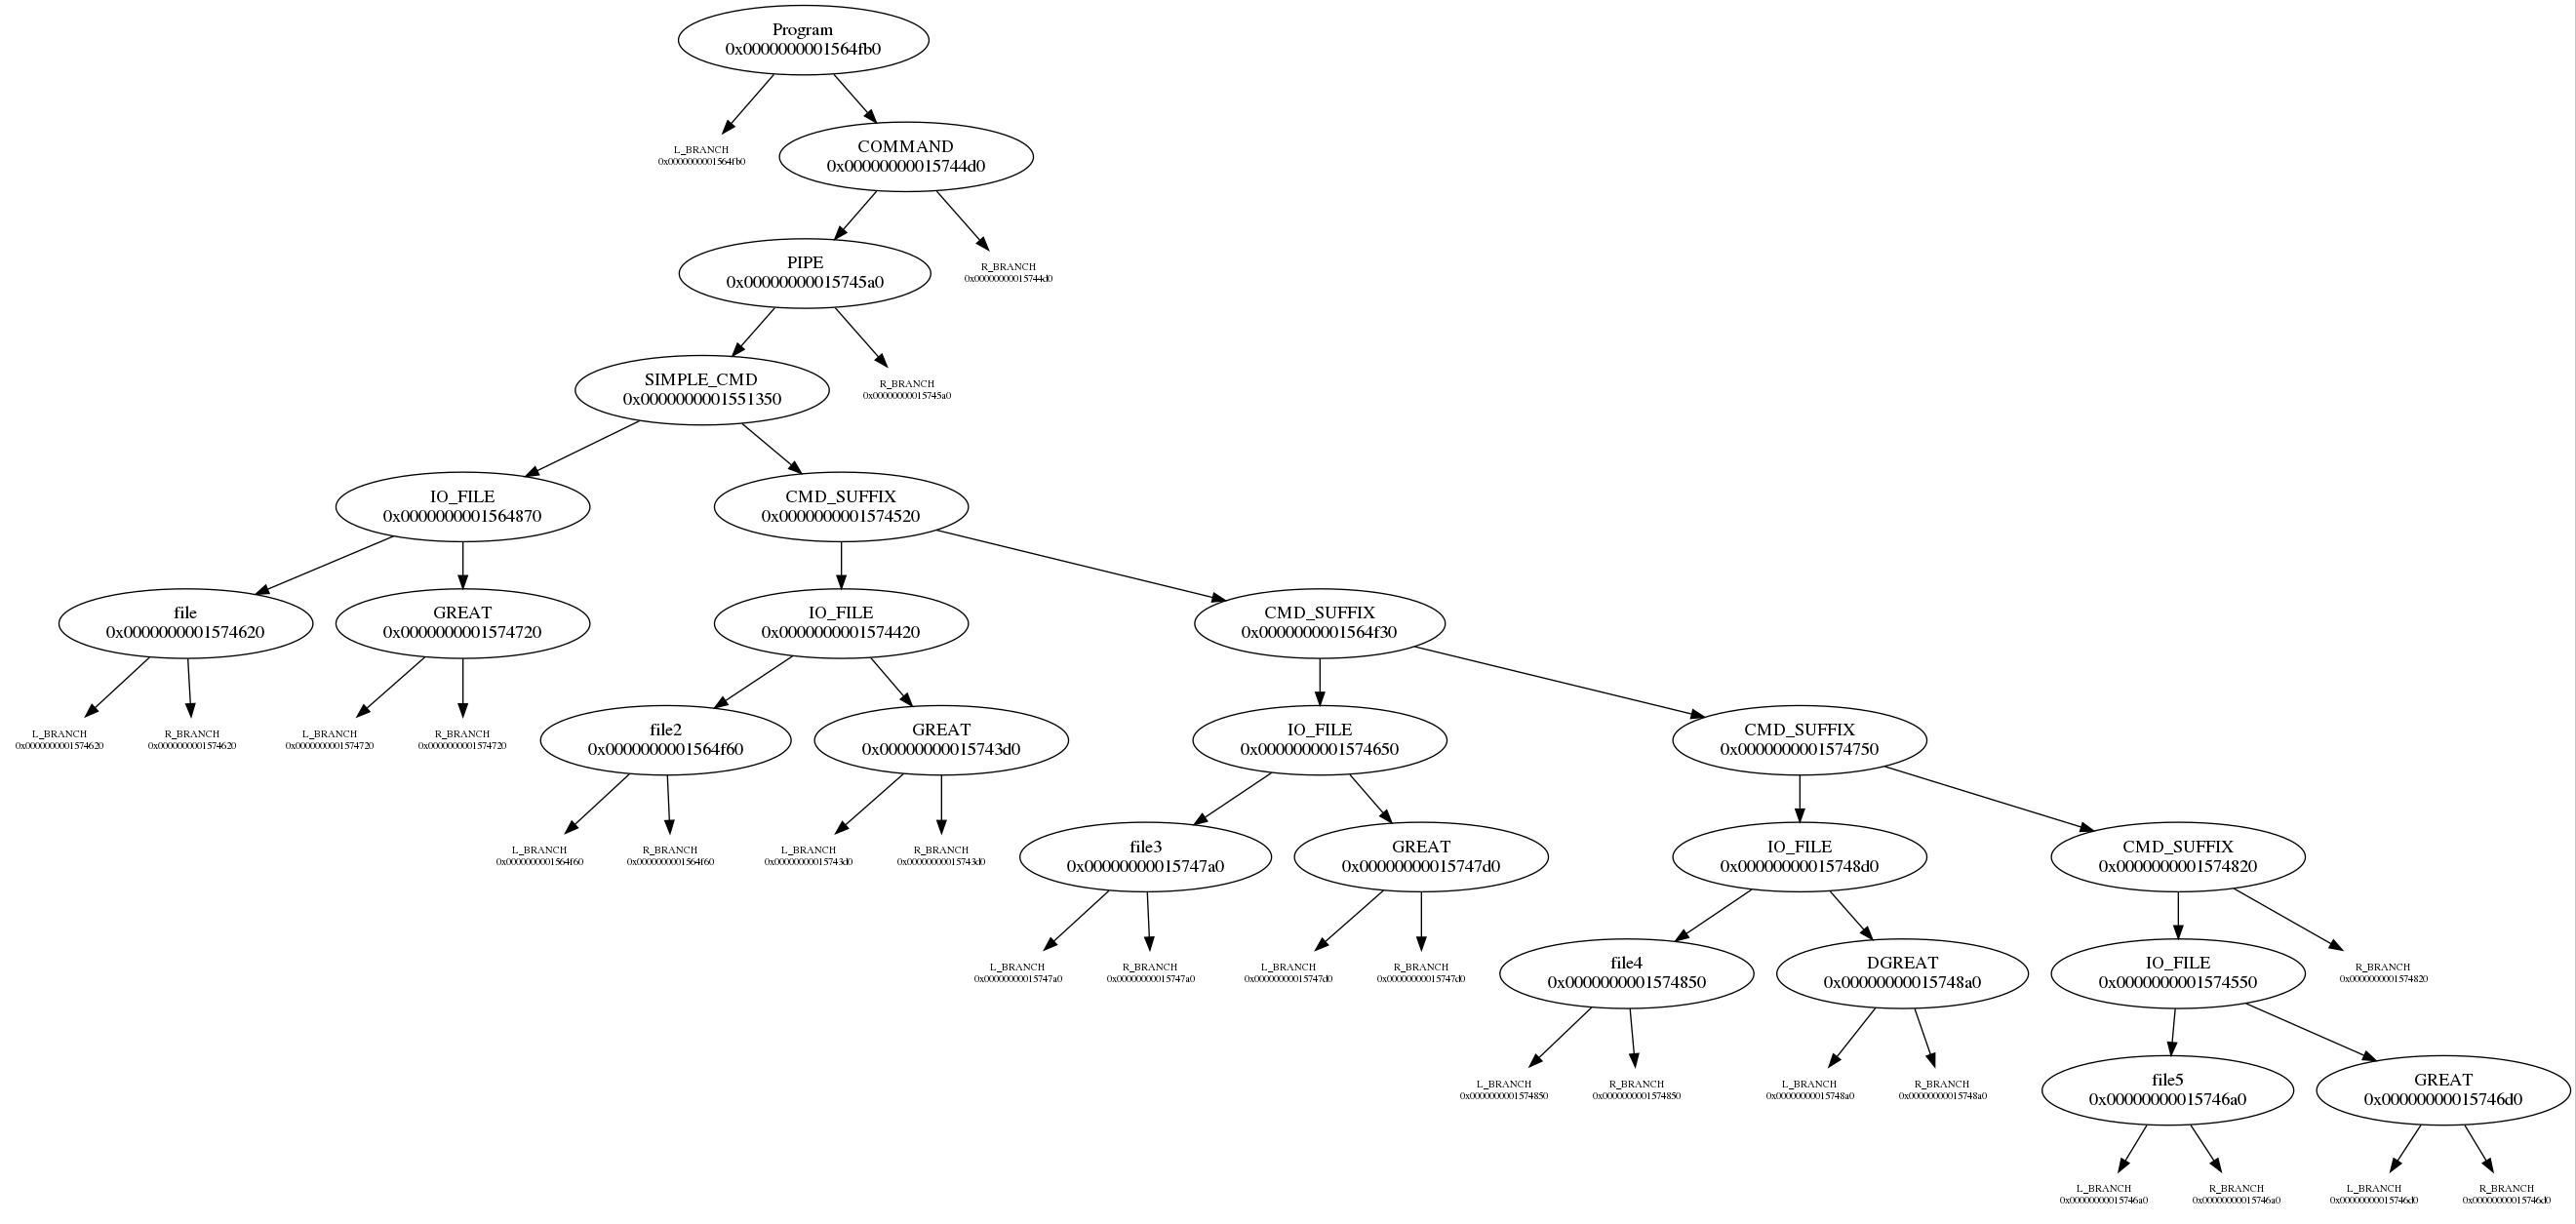 Program
0x0000000001564fb0
L_BRANCH
0x0000000001564fb0
COMMAND
0x00000000015744d0
PIPE
0x00000000015745a0
R_BRANCH
0x00000000015744d0
SIMPLE_CMD
0x0000000001551350
R_BRANCH
0x00000000015745a0
IO_FILE
0x0000000001564870
CMD_SUFFIX
0x0000000001574520
file
0x0000000001574620
GREAT
0x0000000001574720
IO_FILE
0x0000000001574420
CMD_SUFFIX
0x0000000001564f30
L_BRANCH
0x0000000001574620
R_BRANCH
0x0000000001574620
L_BRANCH
0x0000000001574720
R_BRANCH
0x0000000001574720
file2
0x0000000001564f60
GREAT
0x00000000015743d0
IO_FILE
0x0000000001574650
CMD_SUFFIX
0x0000000001574750
L_BRANCH
0x0000000001564f60
R_BRANCH
0x0000000001564f60
L_BRANCH
0x00000000015743d0
R_BRANCH
0x00000000015743d0
file3
0x00000000015747a0
GREAT
0x00000000015747d0
IO_FILE
0x00000000015748d0
CMD_SUFFIX
0x0000000001574820
L_BRANCH
0x00000000015747a0
R_BRANCH
0x00000000015747a0
L_BRANCH
0x00000000015747d0
R_BRANCH
0x00000000015747d0
file4
0x0000000001574850
DGREAT
0x00000000015748a0
IO_FILE
0x0000000001574550
R_BRANCH
0x0000000001574820
L_BRANCH
0x0000000001574850
R_BRANCH
0x0000000001574850
L_BRANCH
0x00000000015748a0
R_BRANCH
0x00000000015748a0
file5
0x00000000015746a0
GREAT
0x00000000015746d0
L_BRANCH
0x00000000015746a0
R_BRANCH
0x00000000015746a0
L_BRANCH
0x00000000015746d0
R_BRANCH
0x00000000015746d0